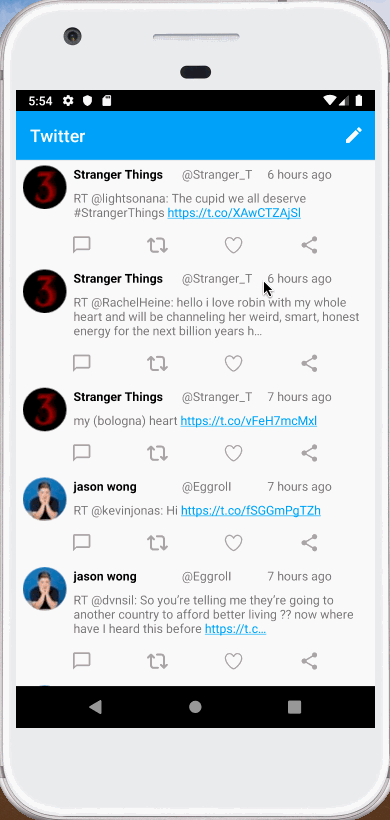 5:54
Twitter
Stranger Things @Stranger_T 6 hours ago
RT @lightsonana: The cupid we all deserve
#StrangerThings https://t.co/XAwCTZAjSl
Stranger Things @Stranger_T 6 hours ago
RT @RachelHeine: hello i love robin with my whole
heart and will be channeling her weird, smart, honest
energy for the next billion years h…
Stranger Things @Stranger_T 7 hours ago
my (bologna) heart https://t.co/vFeH7mcMxl
jason wong @Eggroll 7 hours ago
RT @kevinjonas: Hi https://t.co/fSGGmPgTZh
jason wong @Eggroll 7 hours ago
RT @dvnsil: So you’re telling me they’re going to
another country to afford better living ?? now where
have I heard this before https://t.c…